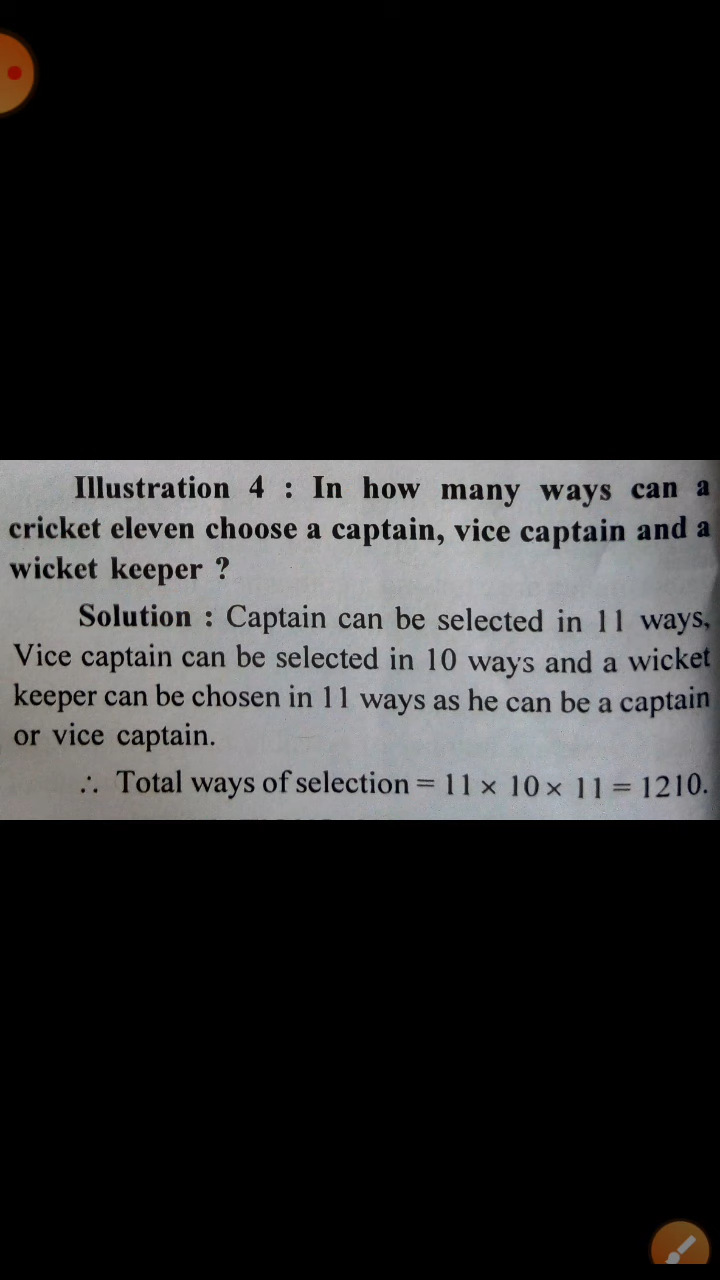 Illustration 4 : In how many ways can a
cricket eleven choose a captain, vice captain and a
wicket keeper ?
Solution : Captain can be selected in 11 ways,
Vice captain can be selected in 10 ways and a wicket
keeper can be chosen in 11 ways as he can be a captain
or vice captain.
∴ Total ways of selection = 11 × 10 × 11 = 1210.